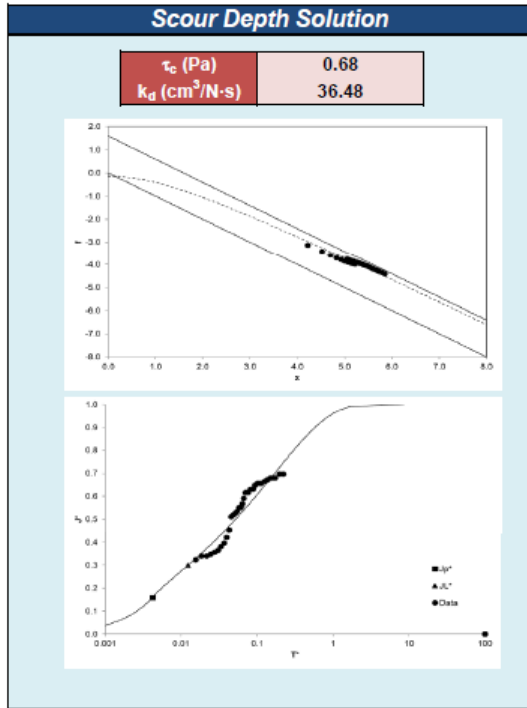 Scour Depth Solution
τc (Pa) 0.68
kd (cm³/N·s) 36.48
2.0
1.0
0.0
-1.0
-2.0
-3.0
-4.0
-5.0
-6.0
-7.0
-8.0
f
0.0 1.0 2.0 3.0 4.0 5.0 6.0 7.0 8.0
x
1.0
0.9
0.8
0.7
0.6
0.5
0.4
0.3
0.2
0.1
0.0
J*
Jp*
JL*
Data
0.001 0.01 0.1 1 10 100
T*